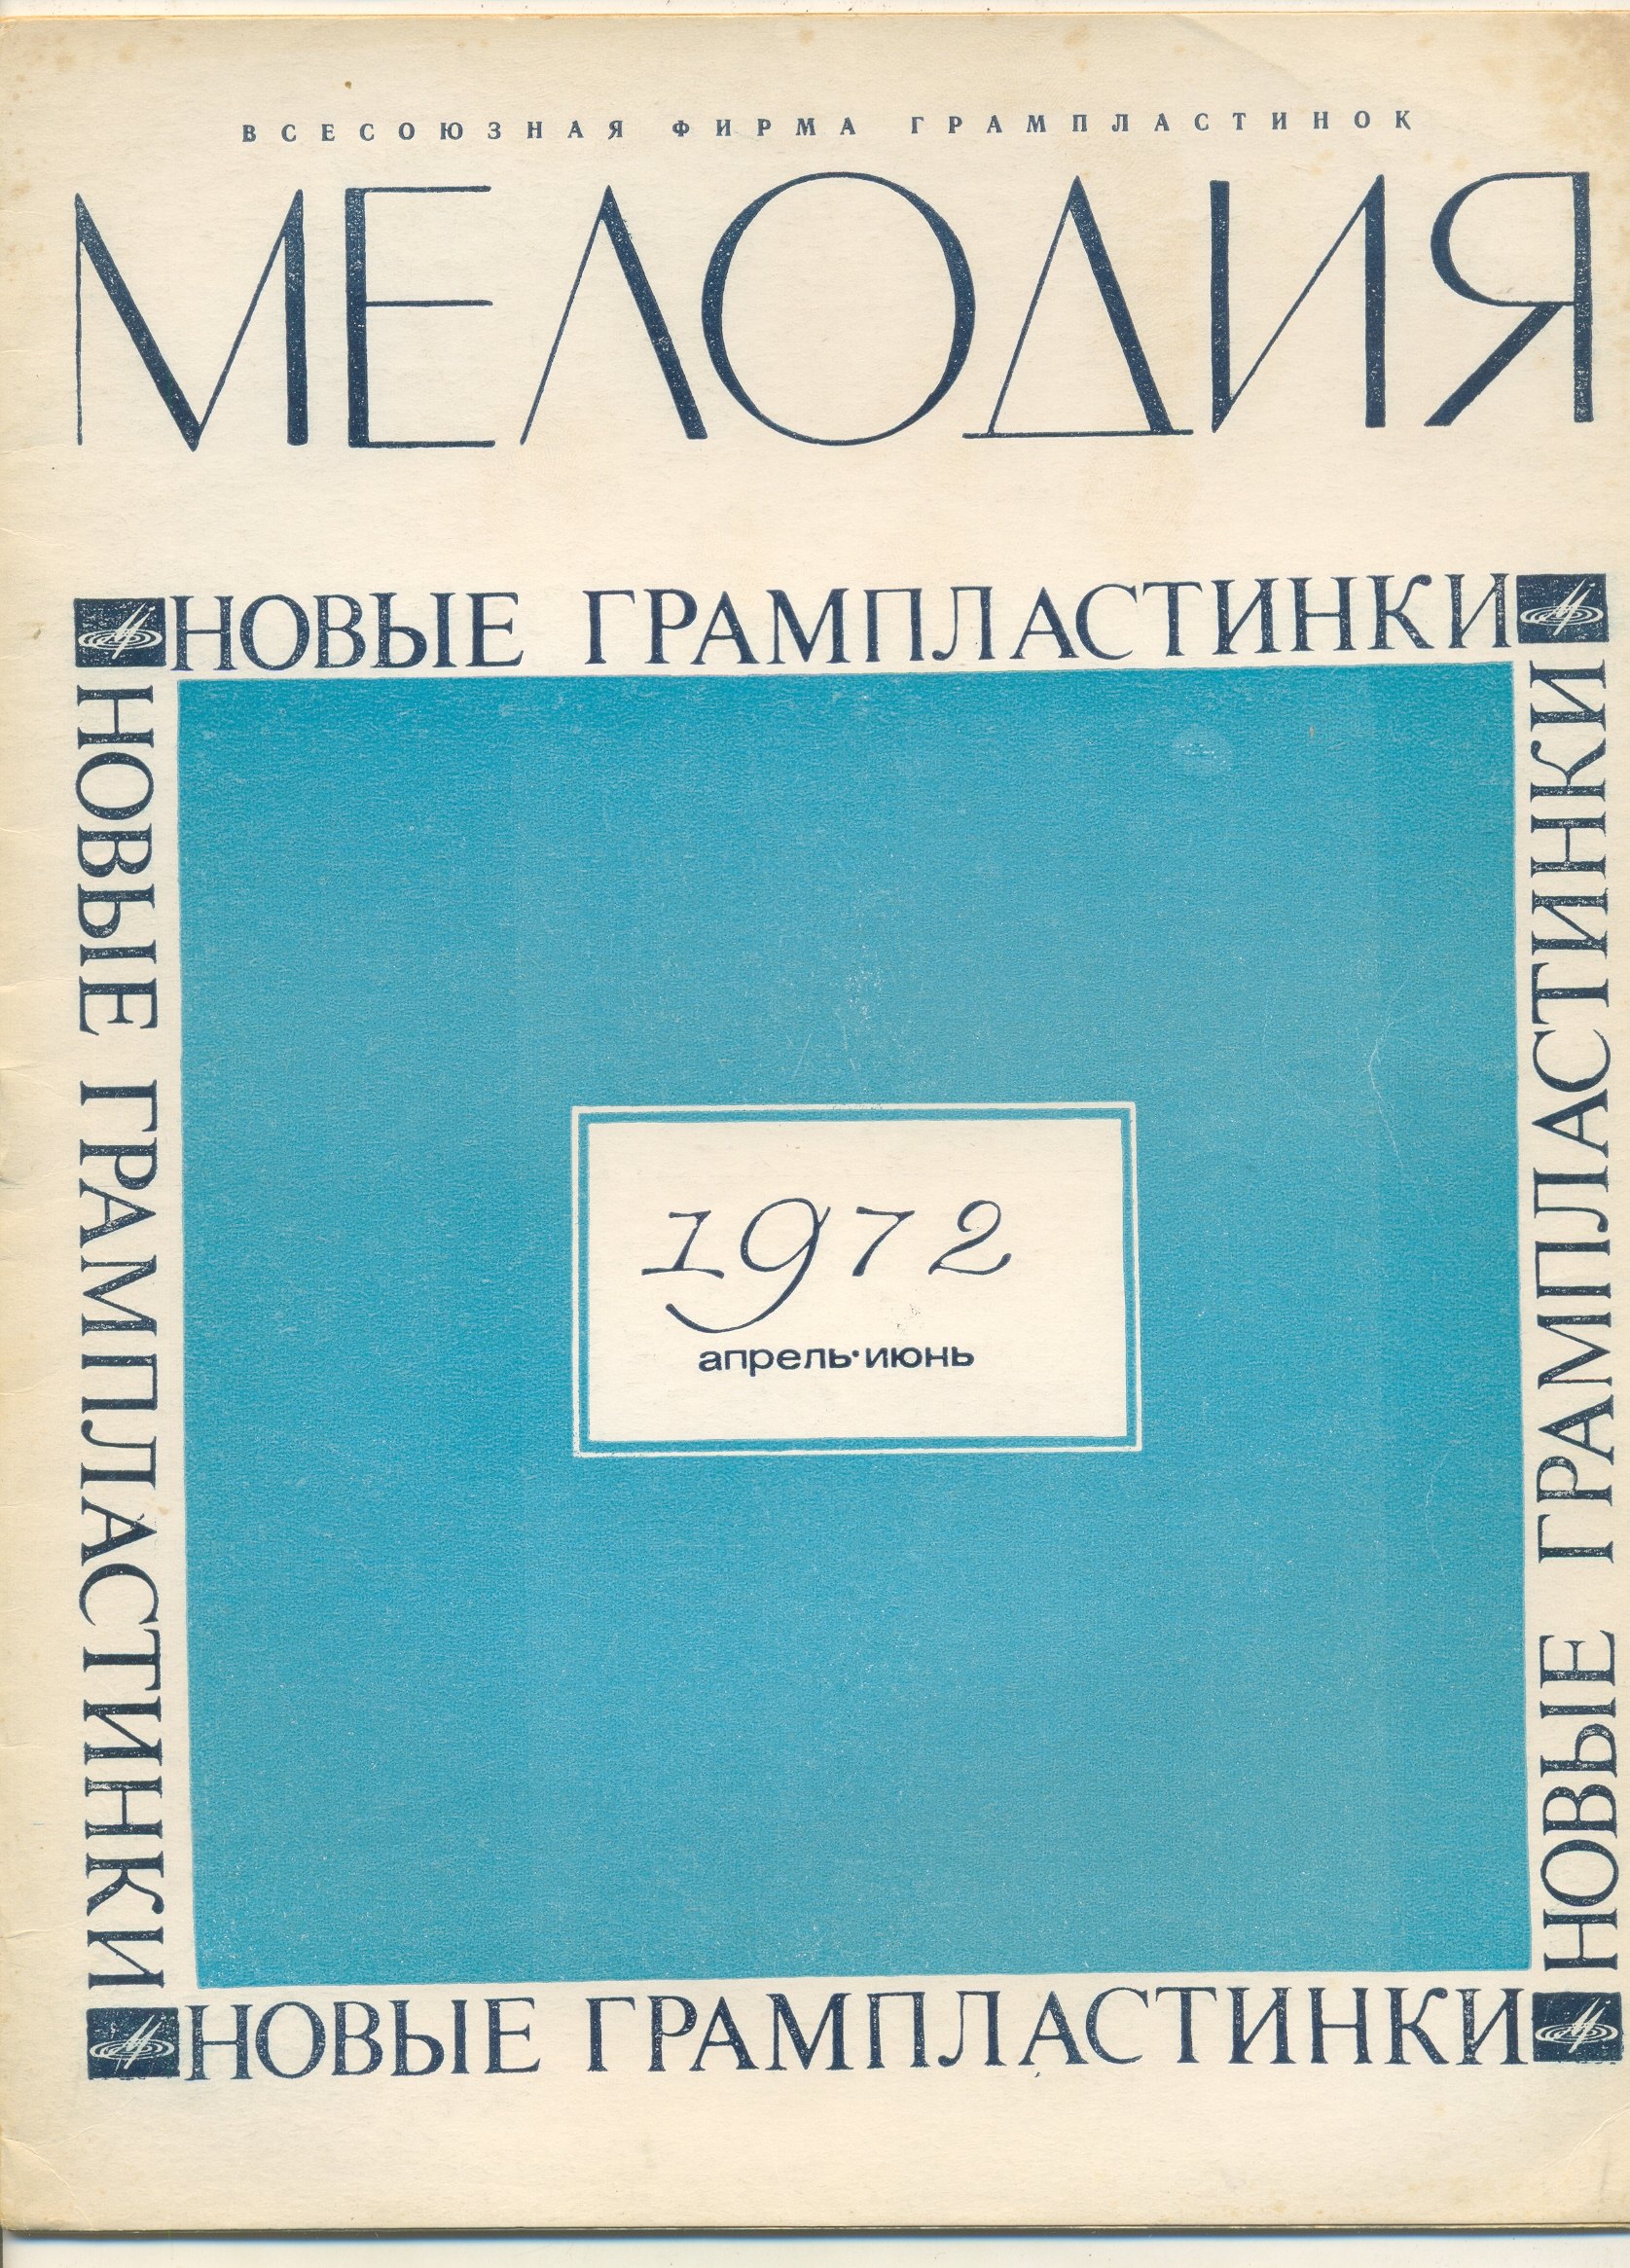 ВСЕСОЮЗНАЯ ФИРМА ГРАМПЛАСТИНОК
МЕЛОДИЯ
НОВЫЕ ГРАМПЛАСТИНКИ
НОВЫЕ ГРАМПЛАСТИНКИ
НОВЫЕ ГРАМПЛАСТИНКИ
1972
апрель·июнь
НОВЫЕ ГРАМПЛАСТИНКИ